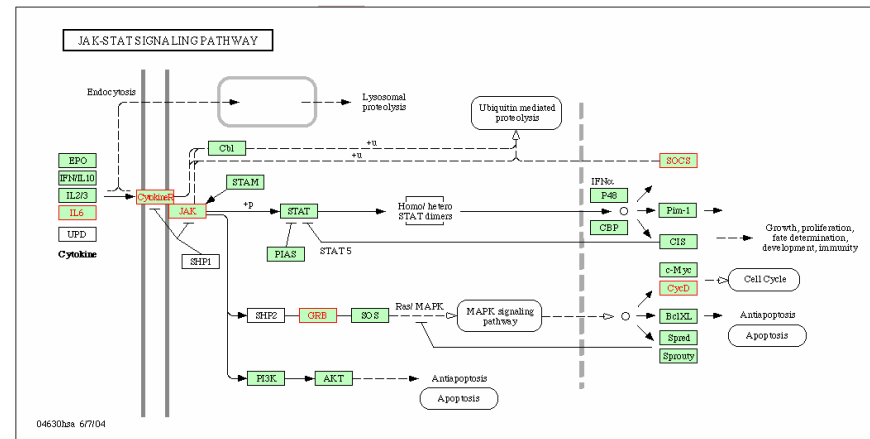 JAK-STAT SIGNALING PATHWAY
Endocytosis
Lysosomal
proteolysis
Ubiquitin mediated
proteolysis
+u
Cbl
+u
EPO
SOCS
IFN/IL10
IFNα
STAM
IL2/3
CytokineR
P48
IL6
JAK
+p
STAT
Homo/ hetero
STAT dimers
Pim-1
UPD
CBP
Growth, proliferation,
fate determination,
development, immunity
Cytokine
SHP1
PIAS
STAT 5
CIS
c-Myc
Cell Cycle
CycD
Ras/ MAPK
SHP2
GRB
SOS
MAPK signaling
pathway
BclXL
Antiapoptosis
Spred
Apoptosis
Sprouty
PI3K
AKT
Antiapoptosis
Apoptosis
04630hsa 6/7/04